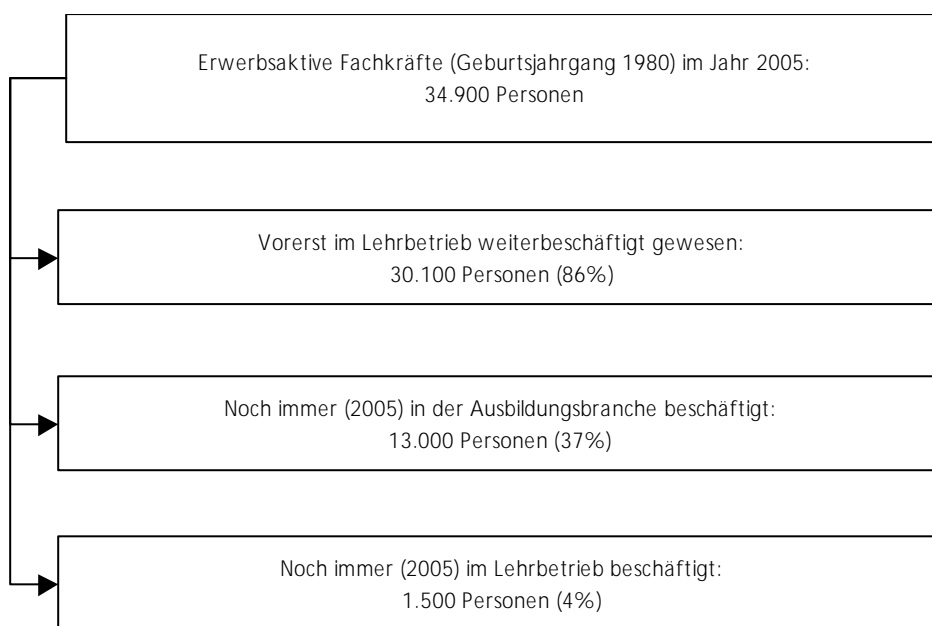 Erwerbsaktive Fachkräfte (Geburtsjahrgang 1980) im Jahr 2005:
34.900 Personen
Vorerst im Lehrbetrieb weiterbeschäftigt gewesen:
30.100 Personen (86%)
Noch immer (2005) in der Ausbildungsbranche beschäftigt:
13.000 Personen (37%)
Noch immer (2005) im Lehrbetrieb beschäftigt:
1.500 Personen (4%)